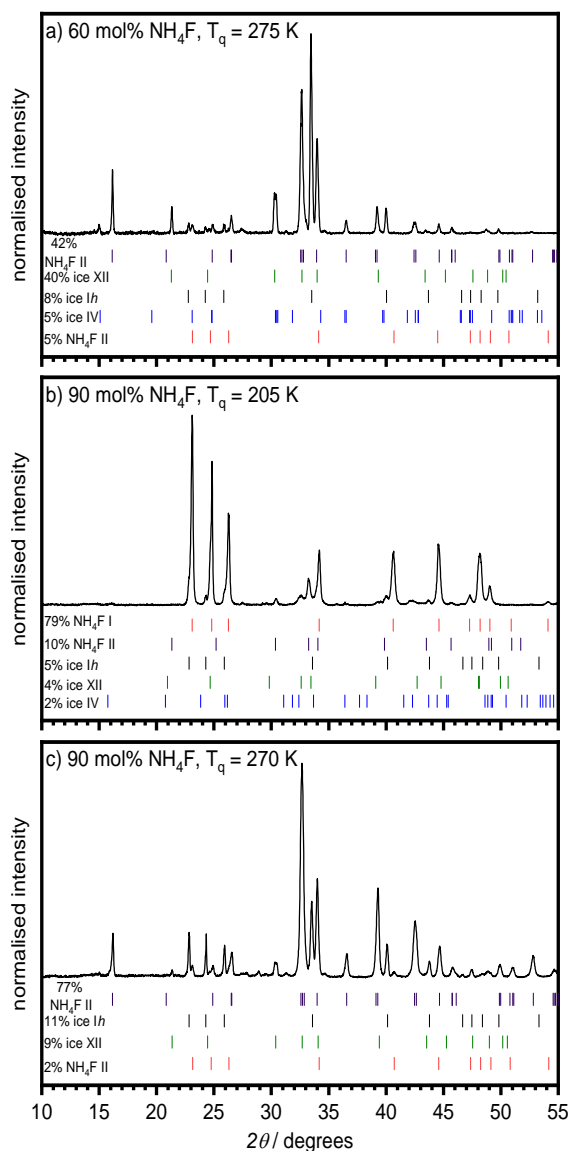 a) 60 mol% NH₄F, T_q = 275 K
normalised intensity
42%
NH₄F II
40% ice XII
8% ice Ih
5% ice IV
5% NH₄F II
b) 90 mol% NH₄F, T_q = 205 K
normalised intensity
79% NH₄F I
10% NH₄F II
5% ice Ih
4% ice XII
2% ice IV
c) 90 mol% NH₄F, T_q = 270 K
normalised intensity
77%
NH₄F II
11% ice Ih
9% ice XII
2% NH₄F II
10 15 20 25 30 35 40 45 50 55
2θ / degrees